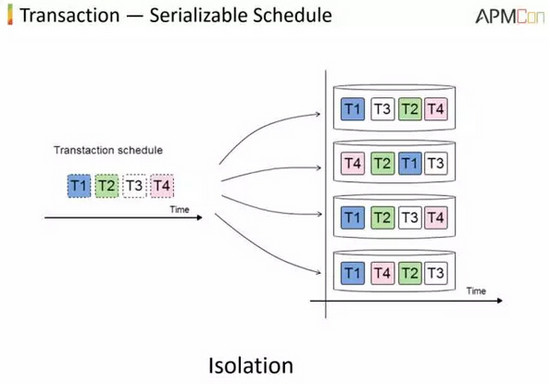 Transaction — Serializable Schedule
APMCon
Transtaction schedule
T1 T2 T3 T4
Time
T1 T3 T2 T4
T4 T2 T1 T3
T1 T2 T3 T4
T1 T4 T2 T3
Time
Isolation